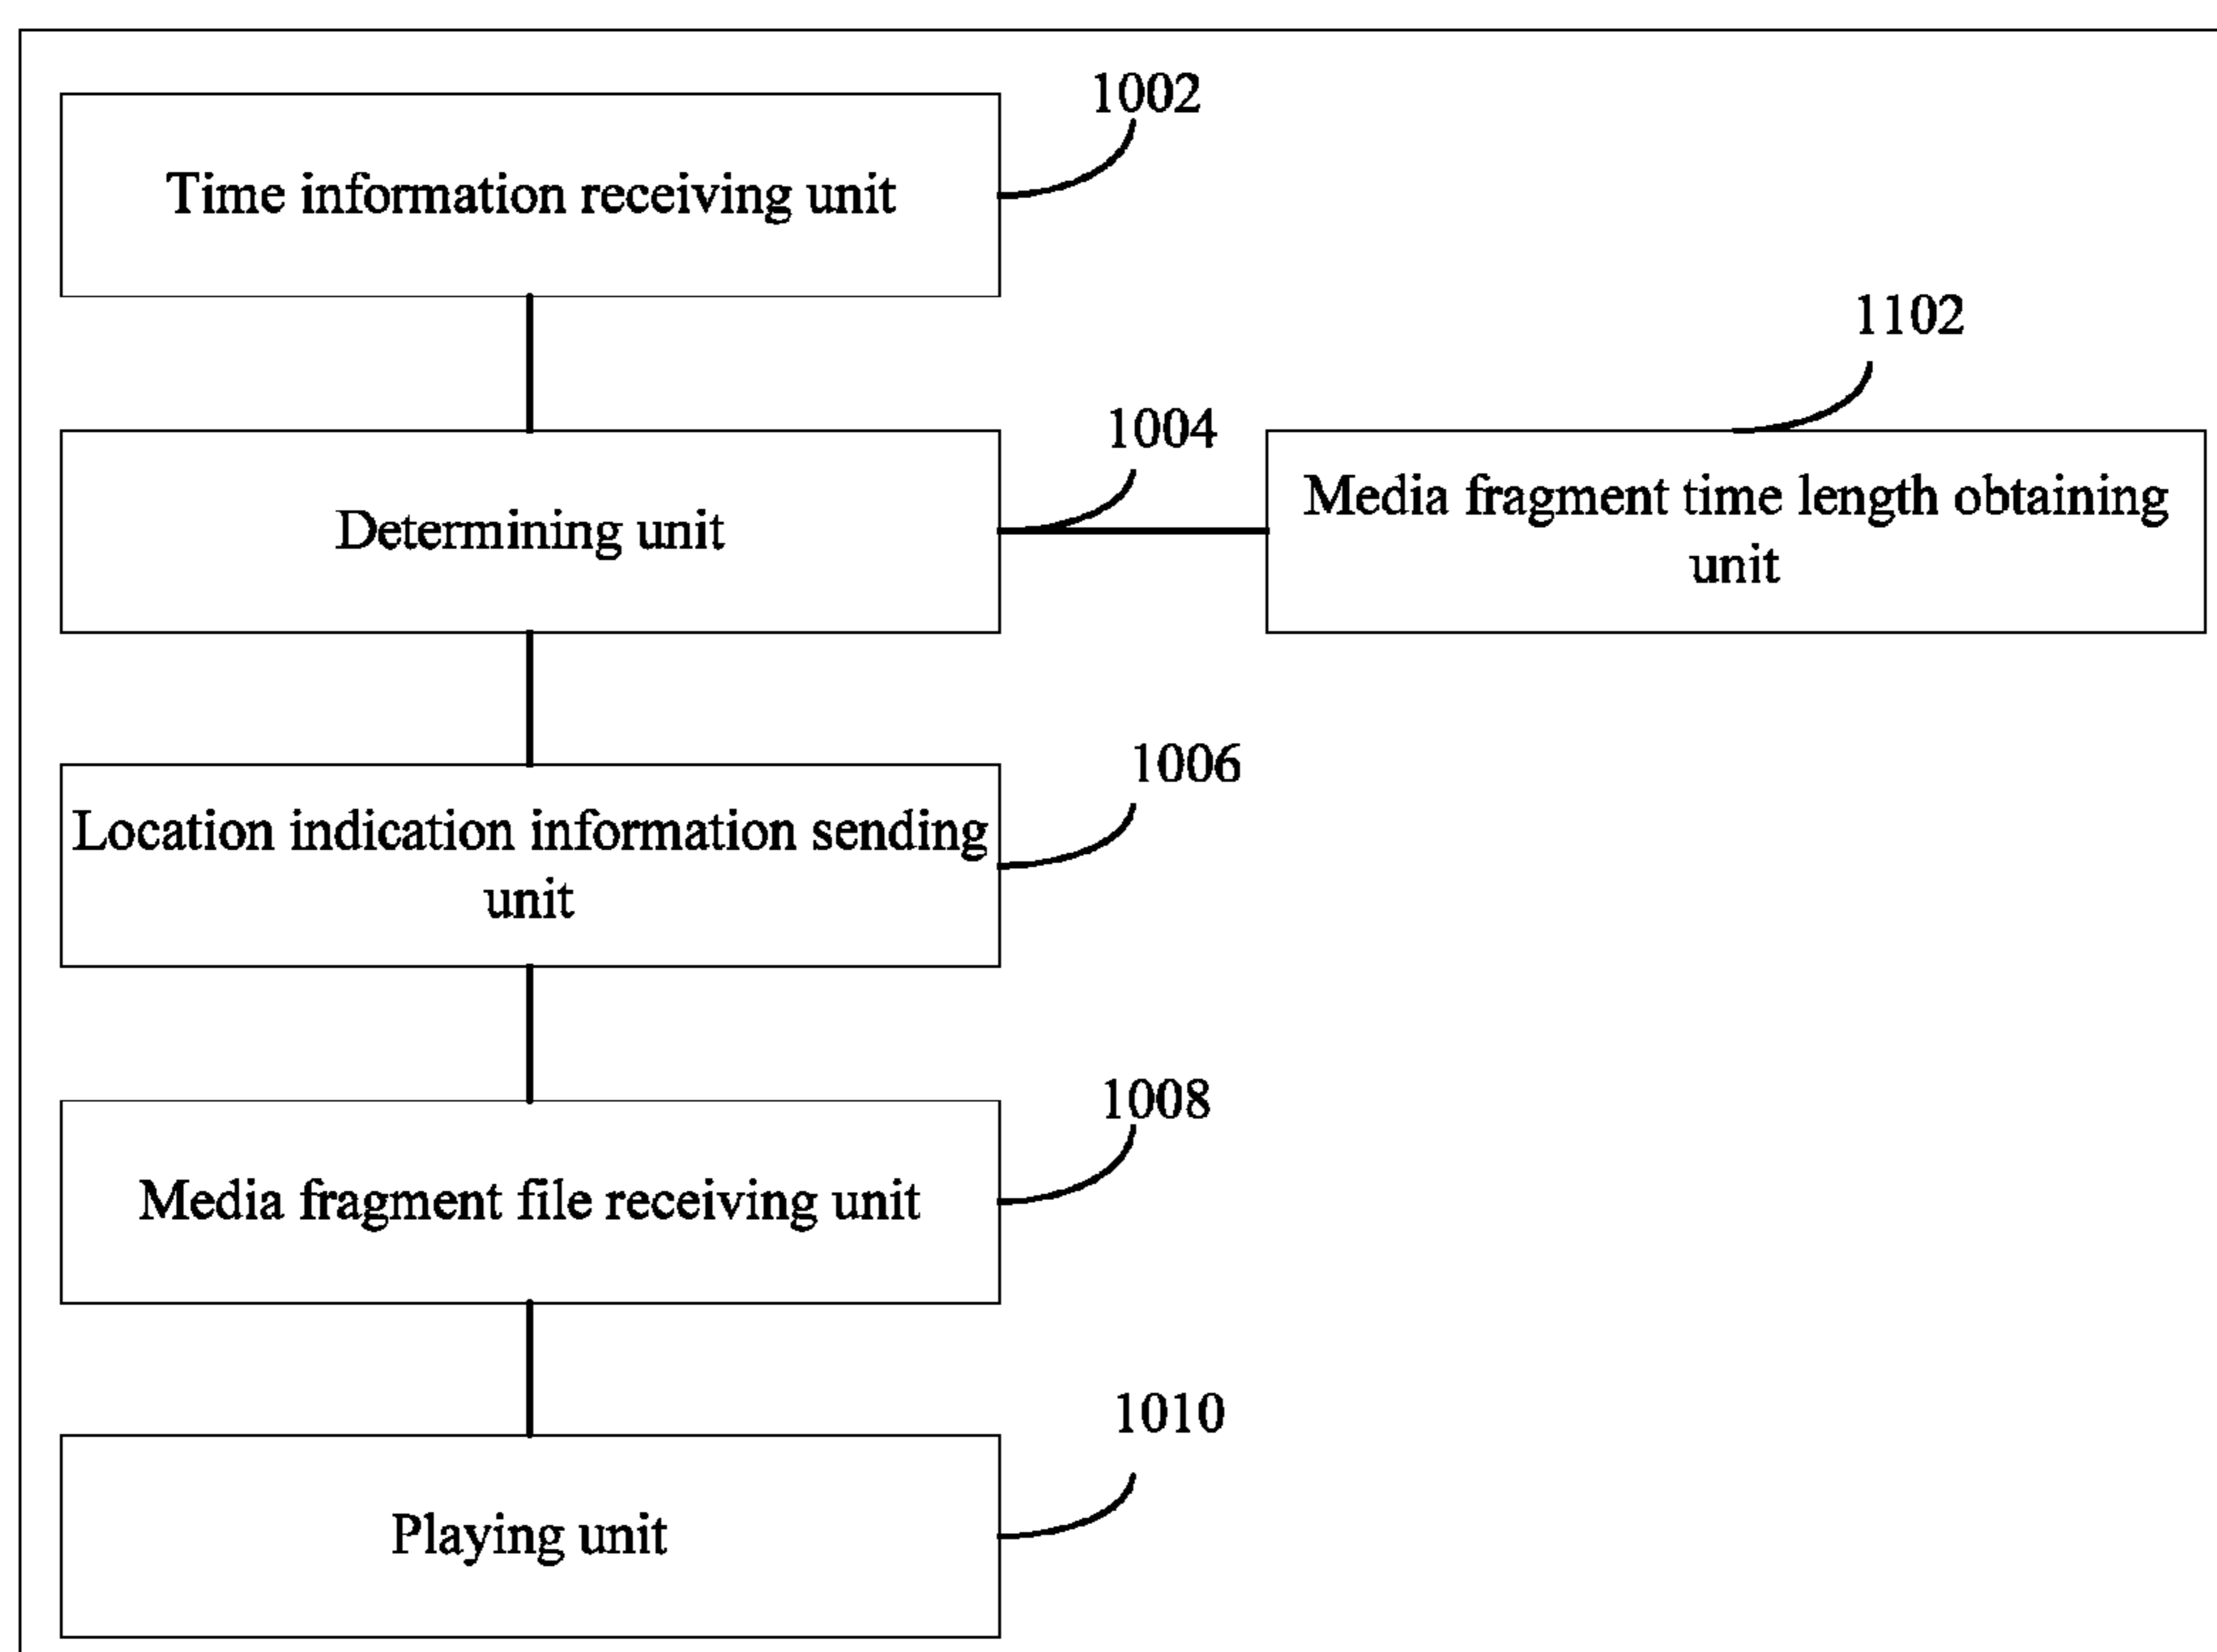 1002
Time information receiving unit
1102
1004
Determining unit
Media fragment time length obtaining
unit
1006
Location indication information sending
unit
1008
Media fragment file receiving unit
1010
Playing unit